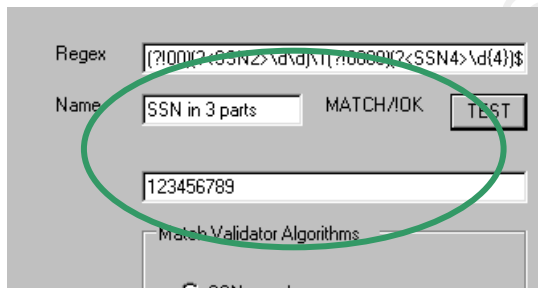 Regex (?!00)(?<SSN2>\d\d)\1(?!0000)(?<SSN4>\d{4})$
Name SSN in 3 parts MATCH/!OK TEST
123456789
Match Validator Algorithms